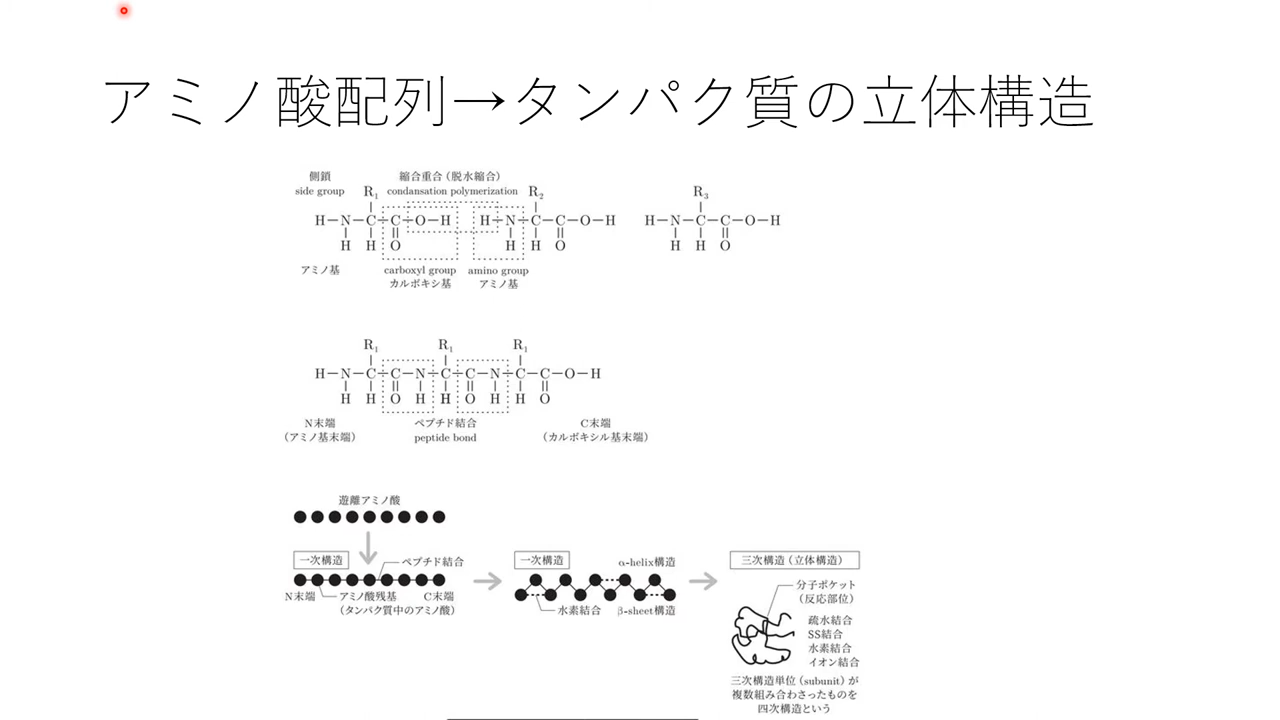 アミノ酸配列→タンパク質の立体構造
側鎖
side group
縮合重合(脱水縮合)
condansation polymerization
R1
R2
R3
H-N-C-C-O-H
H-N-C-C-O-H
H-N-C-C-O-H
H H O
H H O
H H O
アミノ基
carboxyl group
カルボキシ基
amino group
アミノ基
R1
R1
R1
H-N-C-C-N-C-C-N-C-C-O-H
H H O H H O H H O
N末端
(アミノ基末端)
ペプチド結合
peptide bond
C末端
(カルボキシル基末端)
遊離アミノ酸
一次構造
ペプチド結合
N末端
アミノ酸残基
(タンパク質中のアミノ酸)
C末端
一次構造
α-helix構造
水素結合
β-sheet構造
三次構造(立体構造)
分子ポケット
(反応部位)
疏水結合
SS結合
水素結合
イオン結合
三次構造単位(subunit)が
複数組み合わさったものを
四次構造という